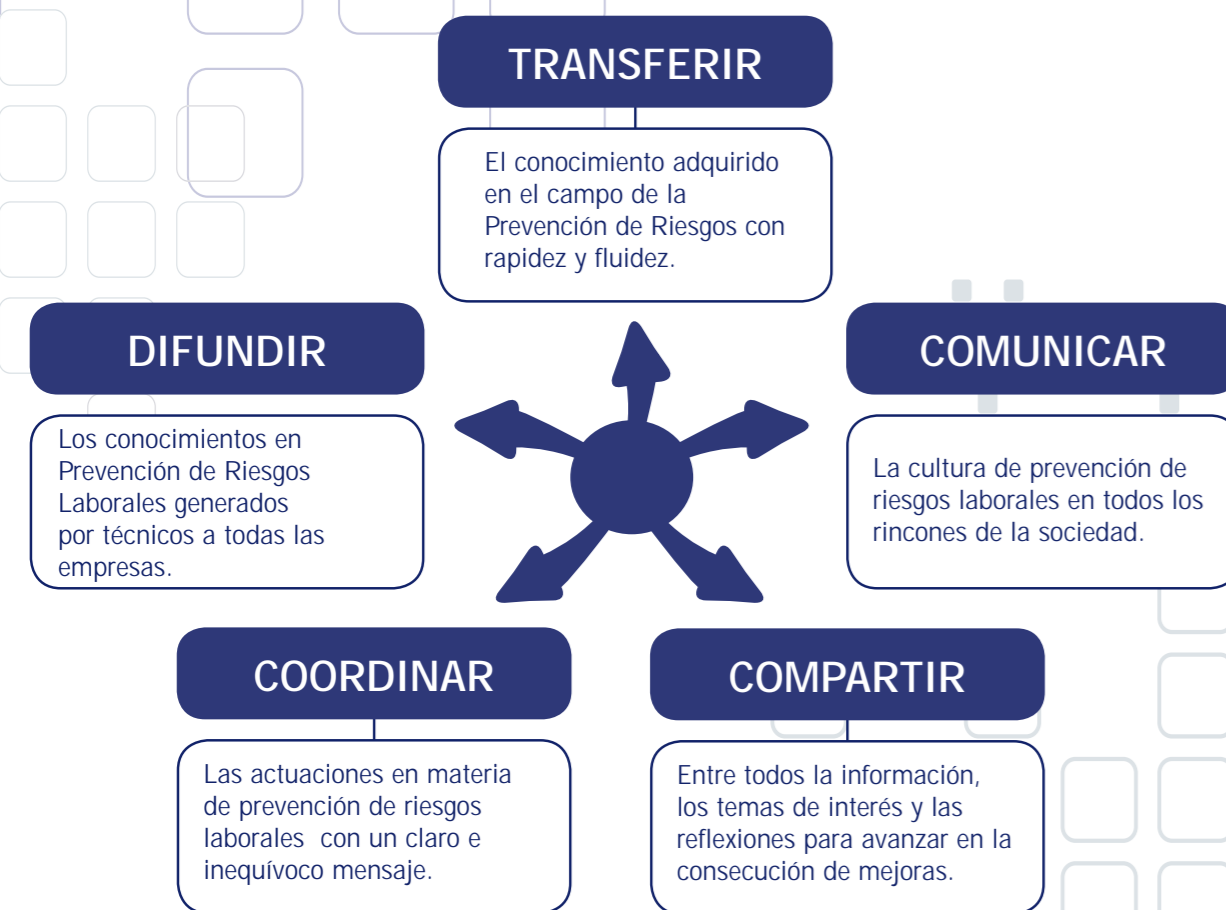 TRANSFERIR
El conocimiento adquirido
en el campo de la
Prevención de Riesgos con
rapidez y fluidez.
DIFUNDIR
Los conocimientos en
Prevención de Riesgos
Laborales generados
por técnicos a todas las
empresas.
COMUNICAR
La cultura de prevención de
riesgos laborales en todos los
rincones de la sociedad.
COORDINAR
Las actuaciones en materia
de prevención de riesgos
laborales  con un claro e
inequívoco mensaje.
COMPARTIR
Entre todos la información,
los temas de interés y las
reflexiones para avanzar en la
consecución de mejoras.